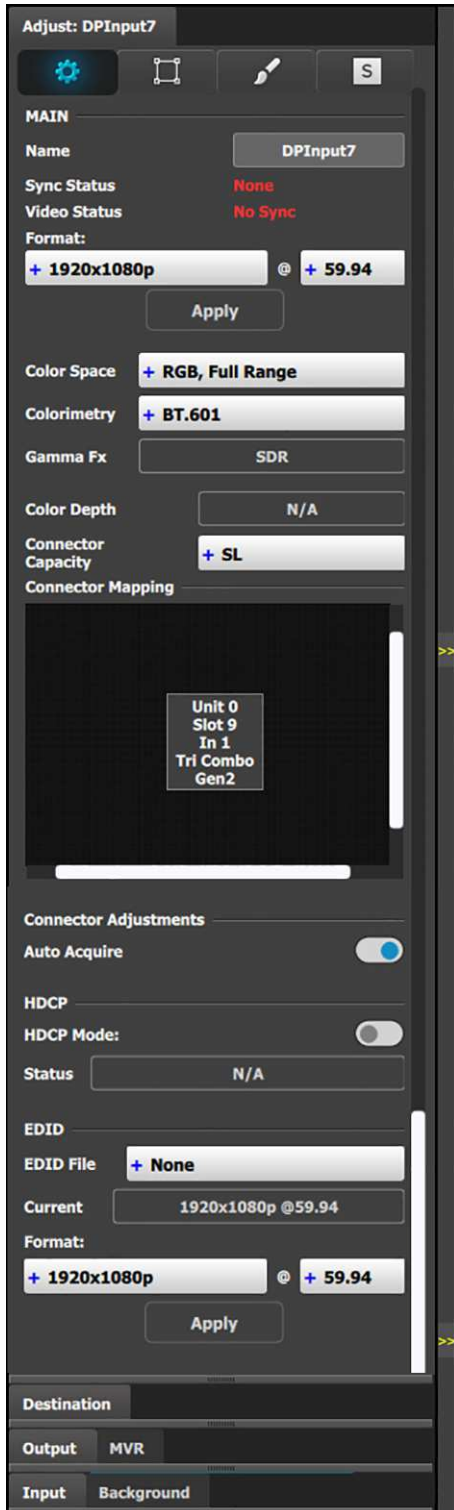 Adjust: DPInput7
S
MAIN
Name DPInput7
Sync Status None
Video Status No Sync
Format:
+ 1920x1080p @ + 59.94
Apply
Color Space + RGB, Full Range
Colorimetry + BT.601
Gamma Fx SDR
Color Depth N/A
Connector
Capacity + SL
Connector Mapping
Unit 0
Slot 9
In 1
Tri Combo
Gen2
>>
Connector Adjustments
Auto Acquire
HDCP
HDCP Mode:
Status N/A
EDID
EDID File + None
Current 1920x1080p @59.94
Format:
+ 1920x1080p @ + 59.94
Apply
>>
Destination
Output MVR
Input Background